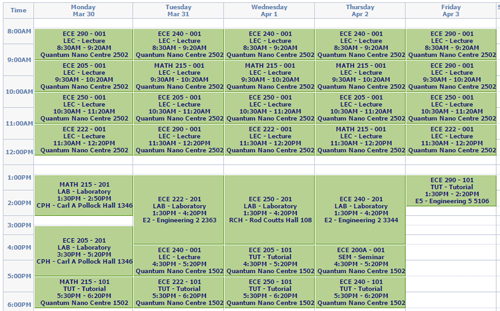 Time Monday Tuesday Wednesday Thursday Friday S
Mar 30 Mar 31 Apr 1 Apr 2 Apr 3
8:00AM
ECE 290 - 001 ECE 240 - 001 ECE 240 - 001 ECE 240 - 001 ECE 290 - 001
LEC - Lecture LEC - Lecture LEC - Lecture LEC - Lecture LEC - Lecture
8:30AM - 9:20AM 8:30AM - 9:20AM 8:30AM - 9:20AM 8:30AM - 9:20AM 8:30AM - 9:20AM
Quantum Nano Centre 2502 Quantum Nano Centre 2502 Quantum Nano Centre 2502 Quantum Nano Centre 2502 Quantum Nano Centre 2502
9:00AM
ECE 205 - 001 MATH 215 - 001 MATH 215 - 001 MATH 215 - 001 ECE 205 - 001
LEC - Lecture LEC - Lecture LEC - Lecture LEC - Lecture LEC - Lecture
9:30AM - 10:20AM 9:30AM - 10:20AM 9:30AM - 10:20AM 9:30AM - 10:20AM 9:30AM - 10:20AM
Quantum Nano Centre 2502 Quantum Nano Centre 2502 Quantum Nano Centre 2502 Quantum Nano Centre 2502 Quantum Nano Centre 2502
10:00AM
ECE 250 - 001 ECE 205 - 001 ECE 250 - 001 ECE 205 - 001 ECE 250 - 001
LEC - Lecture LEC - Lecture LEC - Lecture LEC - Lecture LEC - Lecture
10:30AM - 11:20AM 10:30AM - 11:20AM 10:30AM - 11:20AM 10:30AM - 11:20AM 10:30AM - 11:20AM
Quantum Nano Centre 2502 Quantum Nano Centre 2502 Quantum Nano Centre 2502 Quantum Nano Centre 2502 Quantum Nano Centre 2502
11:00AM
ECE 222 - 001 ECE 290 - 001 ECE 222 - 001 MATH 215 - 001 ECE 222 - 001
LEC - Lecture LEC - Lecture LEC - Lecture LEC - Lecture LEC - Lecture
11:30AM - 12:20PM 11:30AM - 12:20PM 11:30AM - 12:20PM 11:30AM - 12:20PM 11:30AM - 12:20PM
Quantum Nano Centre 2502 Quantum Nano Centre 2502 Quantum Nano Centre 2502 Quantum Nano Centre 2502 Quantum Nano Centre 2502
12:00PM
1:00PM
MATH 215 - 201
LAB - Laboratory
1:30PM - 2:50PM
CPH - Carl A Pollock Hall 1346
ECE 222 - 201
LAB - Laboratory
1:30PM - 4:20PM
E2 - Engineering 2 2363
ECE 250 - 201
LAB - Laboratory
1:30PM - 4:20PM
RCH - Rod Coutts Hall 108
ECE 240 - 201
LAB - Laboratory
1:30PM - 4:20PM
E2 - Engineering 2 3344
ECE 290 - 101
TUT - Tutorial
1:30PM - 2:20PM
E5 - Engineering 5 5106
2:00PM
3:00PM
ECE 205 - 201
LAB - Laboratory
3:30PM - 5:20PM
CPH - Carl A Pollock Hall 1346
4:00PM
ECE 240 - 001 ECE 205 - 101 ECE 200A - 001
LEC - Lecture TUT - Tutorial SEM - Seminar
4:30PM - 5:20PM 4:30PM - 5:20PM 4:30PM - 5:20PM
Quantum Nano Centre 1502 Quantum Nano Centre 1502 Quantum Nano Centre 1502
5:00PM
MATH 215 - 101 ECE 222 - 101 ECE 250 - 101 ECE 240 - 101
TUT - Tutorial TUT - Tutorial TUT - Tutorial TUT - Tutorial
5:30PM - 6:20PM 5:30PM - 6:20PM 5:30PM - 6:20PM 5:30PM - 6:20PM
Quantum Nano Centre 1502 Quantum Nano Centre 1502 Quantum Nano Centre 1502 Quantum Nano Centre 1502
6:00PM